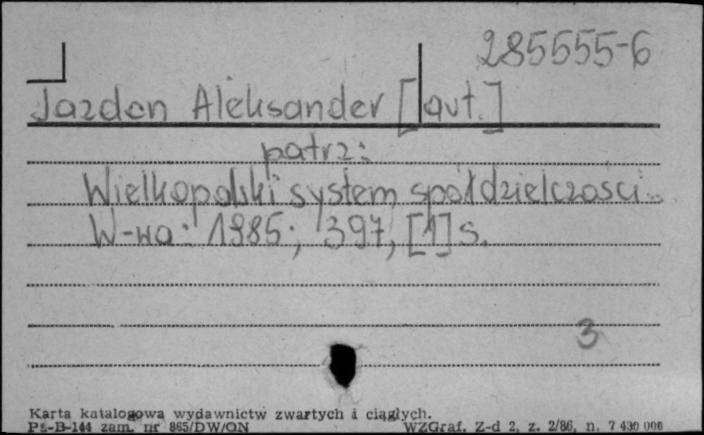 285555-6
Jazdon Aleksander [aut.]
patrz:
Wielkopolski system spółdzielczości..
W-wa: 1985; 397, [1] s.
3
Karta katalogowa wydawnictw zwartych i ciągłych.
Pt-B-144 zam. nr 865/DW/ON WZGraf. Z-d 2, z. 2/86, n. 7 430 000